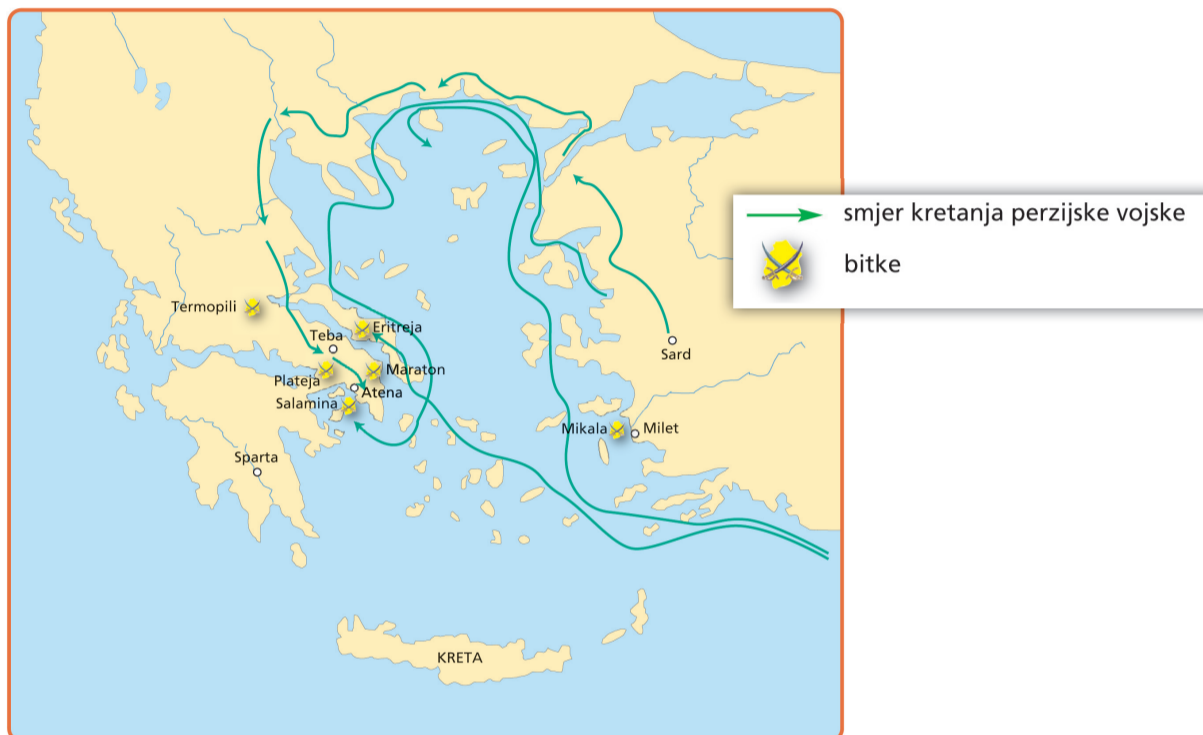 smjer kretanja perzijske vojske
bitke
Termopili
Eritreja
Teba
Sard
Maraton
Plateja
Atena
Salamina
Mikala
Milet
Sparta
KRETA